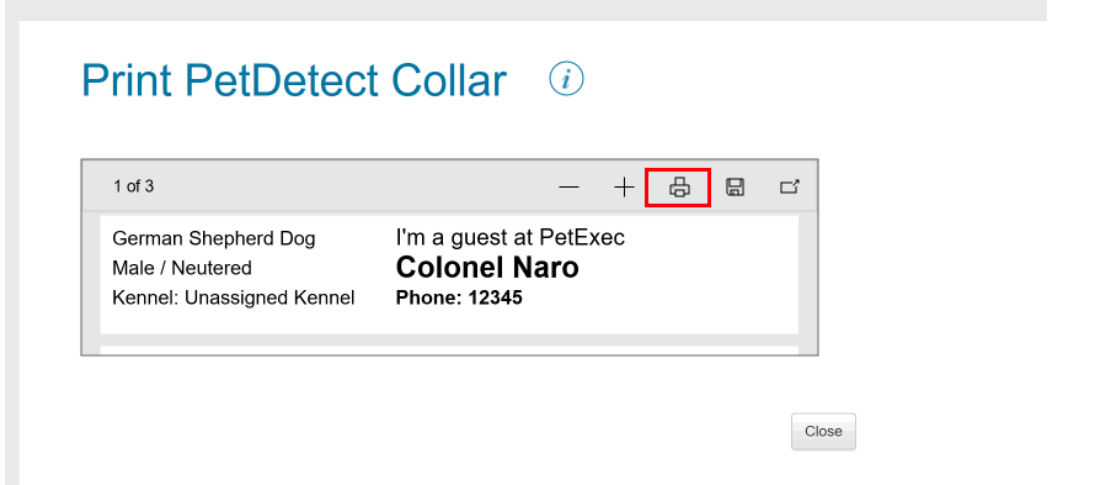 Print PetDetect Collar i
1 of 3
German Shepherd Dog
Male / Neutered
Kennel: Unassigned Kennel
I'm a guest at PetExec
Colonel Naro
Phone: 12345
Close